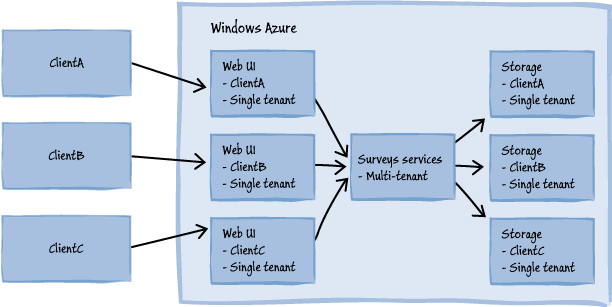 Windows Azure
ClientA
ClientB
ClientC
Web UI
- ClientA
- Single tenant
Web UI
- ClientB
- Single tenant
Web UI
- ClientC
- Single tenant
Surveys services
- Multi-tenant
Storage
- ClientA
- Single tenant
Storage
- ClientB
- Single tenant
Storage
- ClientC
- Single tenant